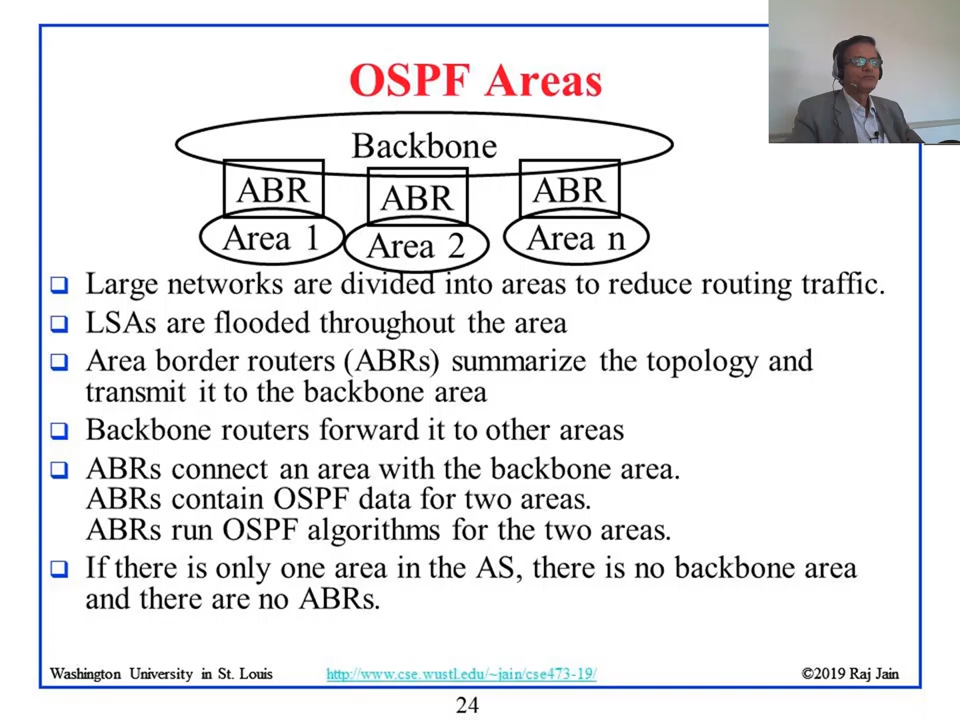 OSPF Areas
Backbone
ABR
ABR
ABR
Area 1
Area 2
Area n
❑ Large networks are divided into areas to reduce routing traffic.
❑ LSAs are flooded throughout the area
❑ Area border routers (ABRs) summarize the topology and
transmit it to the backbone area
❑ Backbone routers forward it to other areas
❑ ABRs connect an area with the backbone area.
ABRs contain OSPF data for two areas.
ABRs run OSPF algorithms for the two areas.
❑ If there is only one area in the AS, there is no backbone area
and there are no ABRs.
Washington University in St. Louis
http://www.cse.wustl.edu/~jain/cse473-19/
©2019 Raj Jain
24